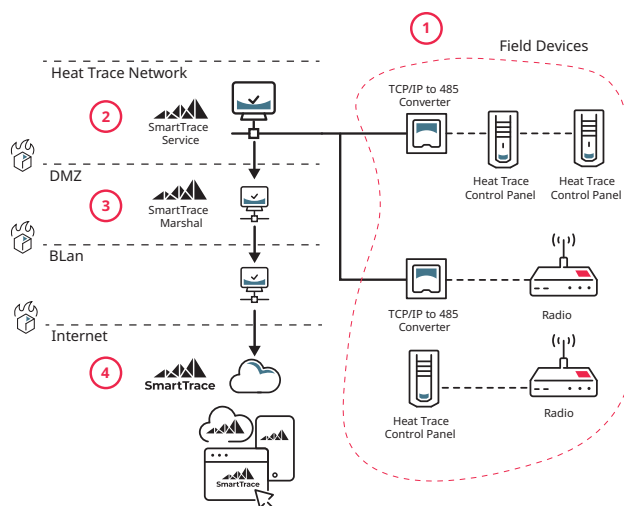 1
Field Devices
Heat Trace Network
TCP/IP to 485
Converter
2
SmartTrace
Service
Heat Trace
Control Panel
Heat Trace
Control Panel
DMZ
3
SmartTrace
Marshal
BLan
TCP/IP to 485
Converter
Radio
Internet
4
SmartTrace
Heat Trace
Control Panel
Radio
SmartTrace